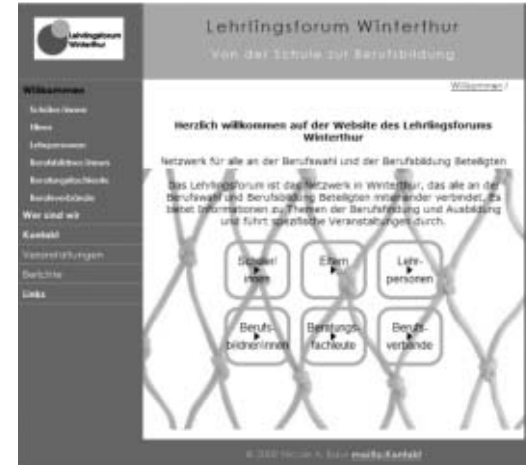 Lehrlingsforum
Winterthur
Lehrlingsforum Winterthur
Von der Schule zur Berufsbildung
Willkommen
Schüler/innen
Eltern
Lehrpersonen
Berufsbildner/innen
Beratungsfachleute
Berufsverbände
Wer sind wir
Kontakt
Veranstaltungen
Berichte
Links
Willkommen /
Herzlich willkommen auf der Website des Lehrlingsforums
Winterthur
Netzwerk für alle an der Berufswahl und der Berufsbildung Beteiligten
Das Lehrlingsforum ist das Netzwerk in Winterthur, das alle an der
Berufswahl und Berufsbildung Beteiligten miteinander verbindet. Es
bietet Informationen zu Themen der Berufsfindung und Ausbildung
und führt spezifische Veranstaltungen durch.
Schüler/
innen
Eltern
Lehr-
personen
Berufs-
bildnerinnen
Beratungs-
fachleute
Berufs-
verbände
mailto:Kontakt